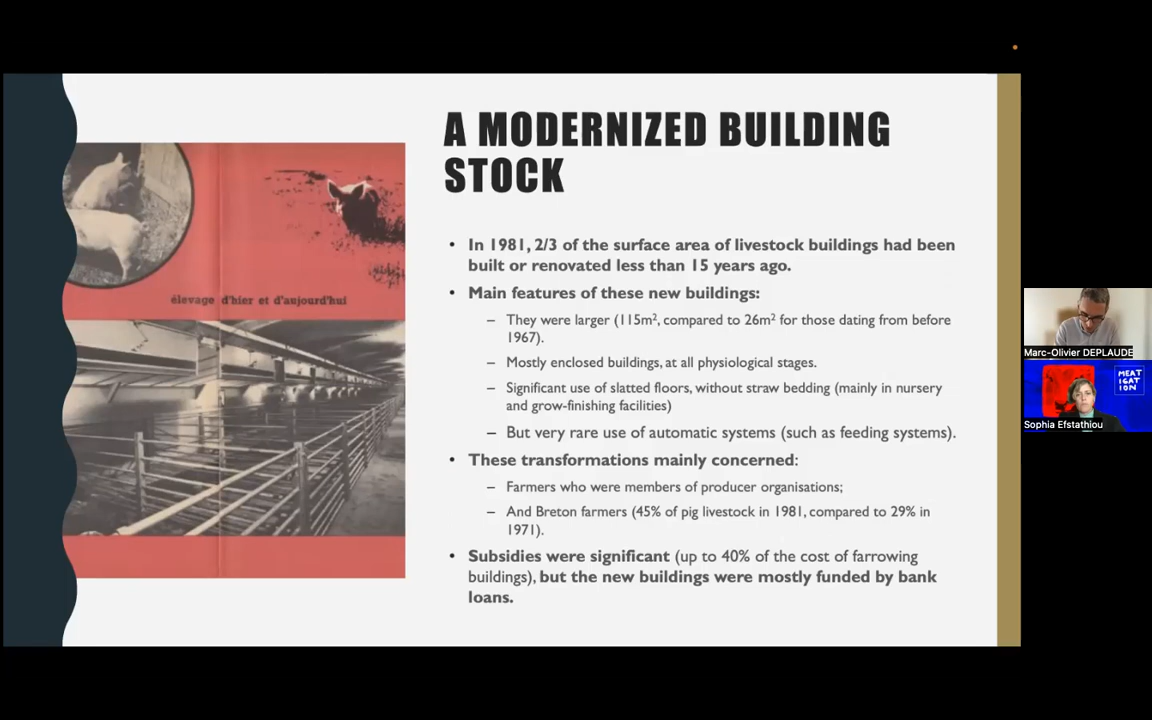 A MODERNIZED BUILDING
STOCK
élevage d'hier et d'aujourd'hui
• In 1981, 2/3 of the surface area of livestock buildings had been
built or renovated less than 15 years ago.
• Main features of these new buildings:
– They were larger (115m², compared to 26m² for those dating from before
1967).
– Mostly enclosed buildings, at all physiological stages.
– Significant use of slatted floors, without straw bedding (mainly in nursery
and grow-finishing facilities)
– But very rare use of automatic systems (such as feeding systems).
• These transformations mainly concerned:
– Farmers who were members of producer organisations;
– And Breton farmers (45% of pig livestock in 1981, compared to 29% in
1971).
• Subsidies were significant (up to 40% of the cost of farrowing
buildings), but the new buildings were mostly funded by bank
loans.
Marc-Olivier DEPLAUDE
MEAT
IGAT
ION
Sophia Efstathiou